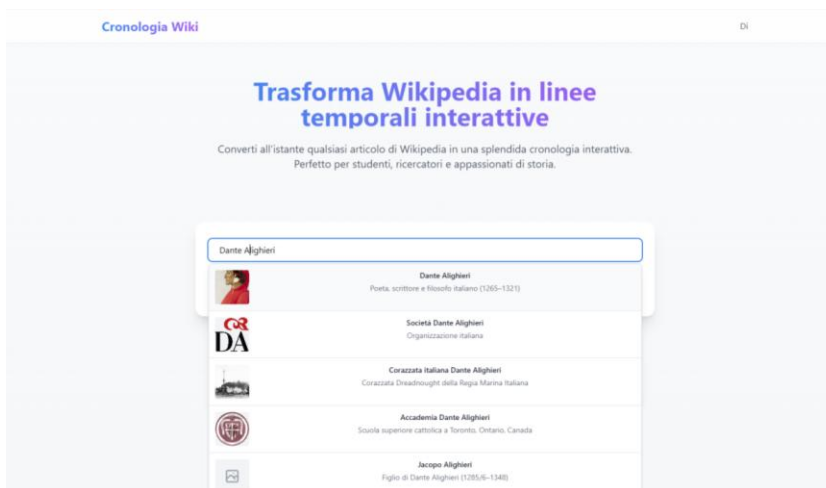 Cronologia Wiki
Di
Trasforma Wikipedia in linee
temporali interattive
Converti all'istante qualsiasi articolo di Wikipedia in una splendida cronologia interattiva.
Perfetto per studenti, ricercatori e appassionati di storia.
Dante Alighieri
Dante Alighieri
Poeta, scrittore e filosofo italiano (1265–1321)
DA
Società Dante Alighieri
Organizzazione italiana
Corazzata italiana Dante Alighieri
Corazzata Dreadnought della Regia Marina Italiana
Accademia Dante Alighieri
Scuola superiore cattolica a Toronto, Ontario, Canada
Jacopo Alighieri
Figlio di Dante Alighieri (1285/6–1348)